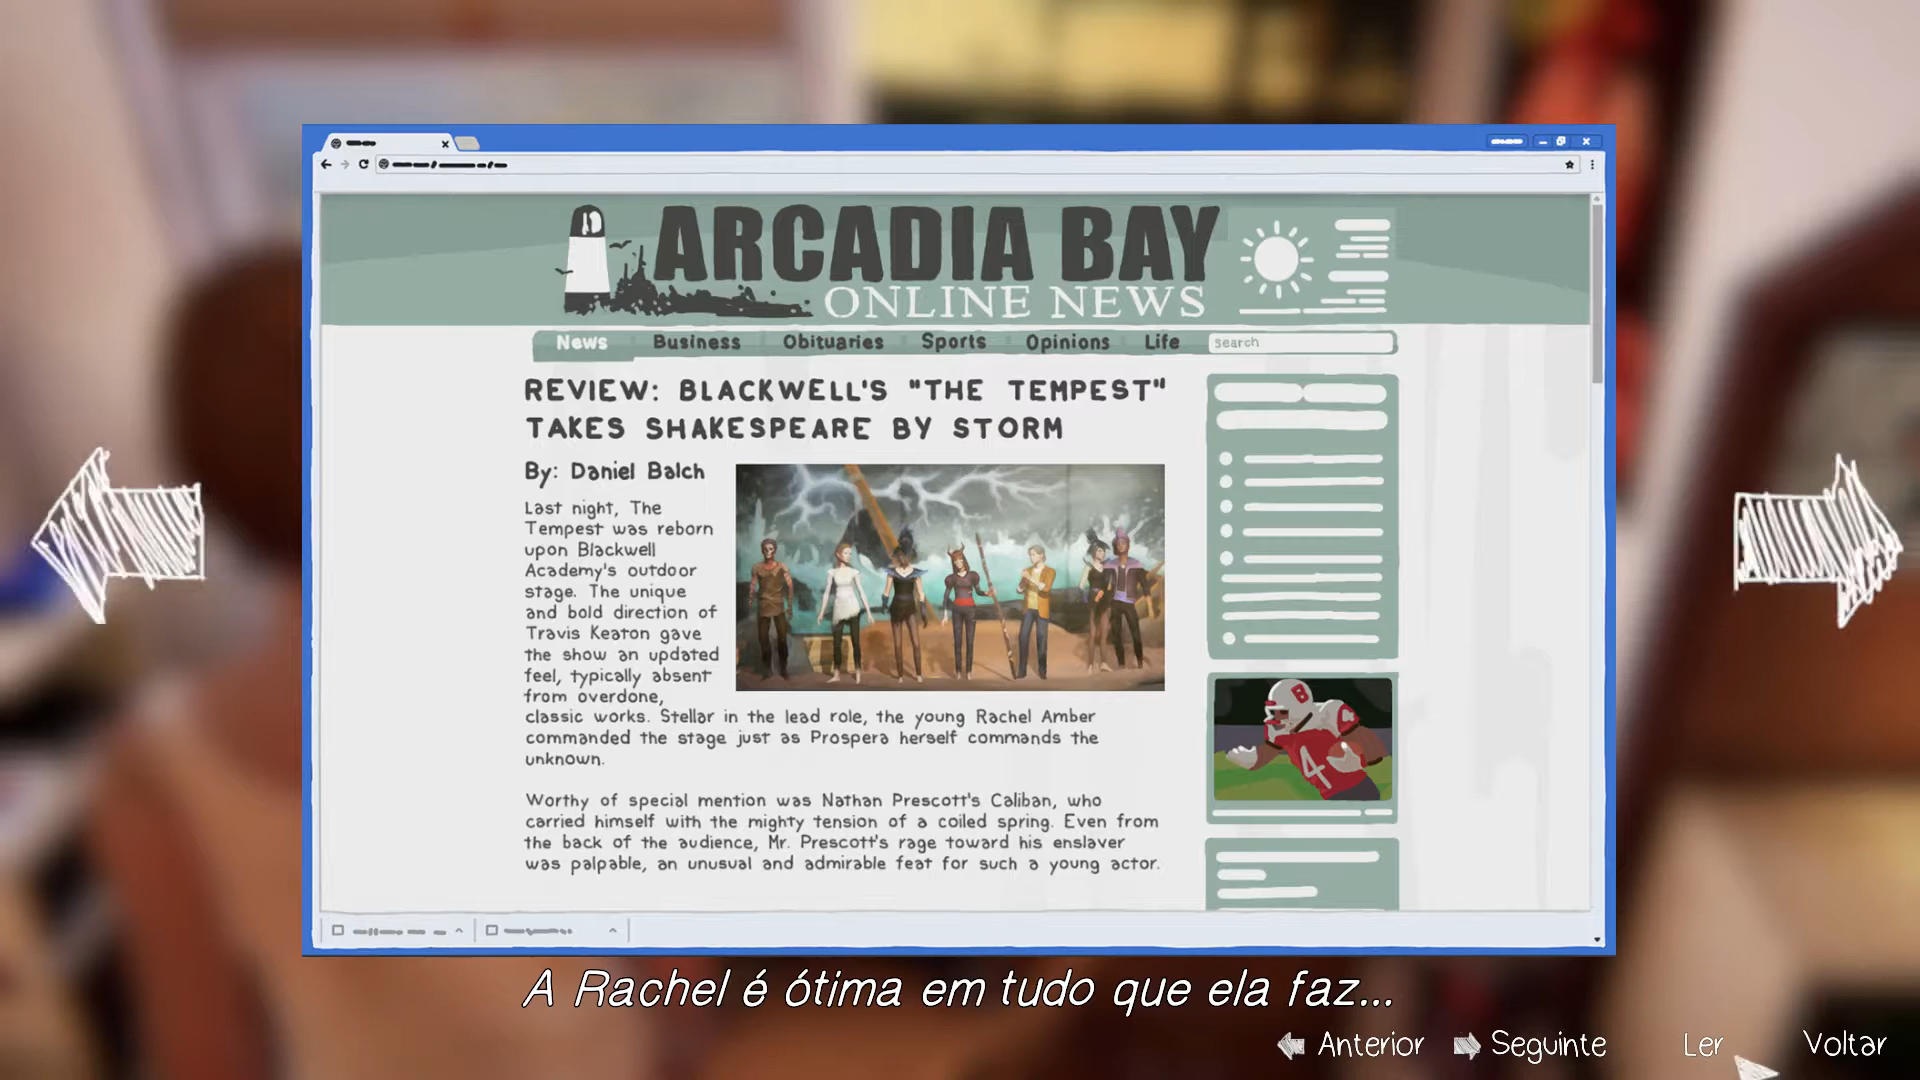 ARCADIA BAY
ONLINE NEWS
News Business Obituaries Sports Opinions Life search
REVIEW: BLACKWELL'S "THE TEMPEST"
TAKES SHAKESPEARE BY STORM
By: Daniel Balch
Last night, The
Tempest was reborn
upon Blackwell
Academy's outdoor
stage. The unique
and bold direction of
Travis Keaton gave
the show an updated
feel, typically absent
from overdone,
classic works. Stellar in the lead role, the young Rachel Amber
commanded the stage just as Prospera herself commands the
unknown.
Worthy of special mention was Nathan Prescott's Caliban, who
carried himself with the mighty tension of a coiled spring. Even from
the back of the audience, Mr. Prescott's rage toward his enslaver
was palpable, an unusual and admirable feat for such a young actor.
B
4
A Rachel é ótima em tudo que ela faz...
Anterior Seguinte Ler Voltar